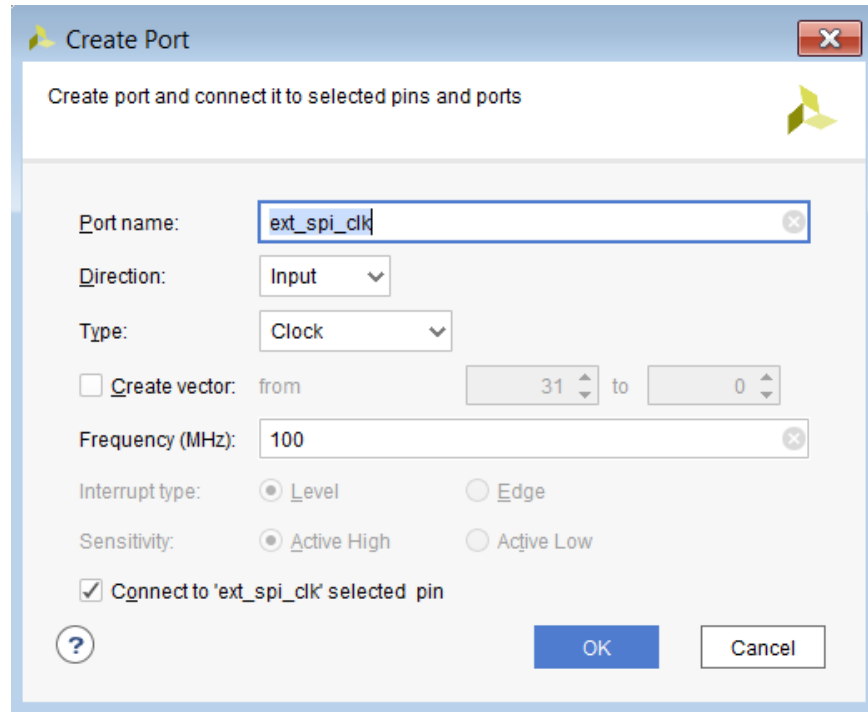 Create Port
Create port and connect it to selected pins and ports
Port name: ext_spi_clk
Direction: Input
Type: Clock
Create vector: from 31 to 0
Frequency (MHz): 100
Interrupt type: Level Edge
Sensitivity: Active High Active Low
Connect to 'ext_spi_clk' selected pin
? OK Cancel